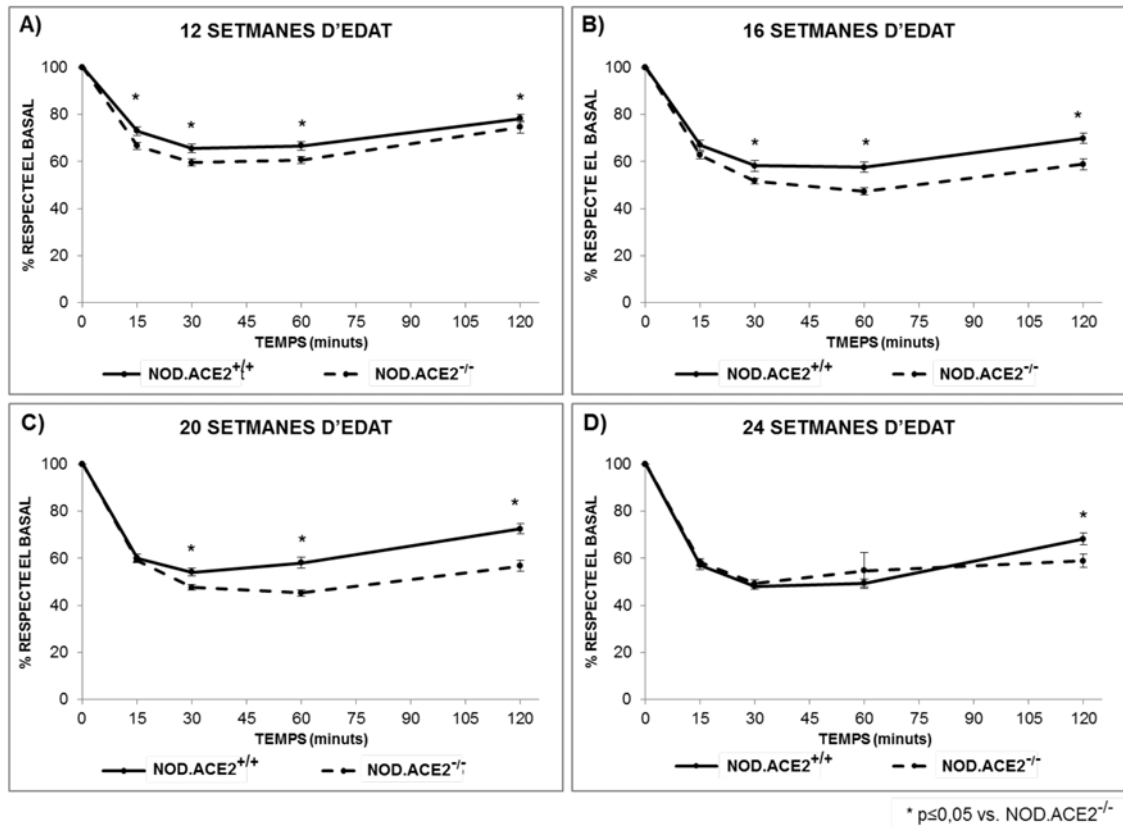 A)
12 SETMANES D'EDAT
*
*
*
*
% RESPECTE EL BASAL
100
80
60
40
20
0
0 15 30 45 60 75 90 105 120
TEMPS (minuts)
NOD.ACE2+/+ NOD.ACE2-/-
B)
16 SETMANES D'EDAT
*
*
*
% RESPECTE EL BASAL
100
80
60
40
20
0
0 15 30 45 60 75 90 105 120
TMEPS (minuts)
NOD.ACE2+/+ NOD.ACE2-/-
C)
20 SETMANES D'EDAT
*
*
*
% RESPECTE EL BASAL
100
80
60
40
20
0
0 15 30 45 60 75 90 105 120
TEMPS (minuts)
NOD.ACE2+/+ NOD.ACE2-/-
D)
24 SETMANES D'EDAT
*
% RESPECTE EL BASAL
100
80
60
40
20
0
0 15 30 45 60 75 90 105 120
TEMPS (minuts)
NOD.ACE2+/+ NOD.ACE2-/-
* p≤0,05 vs. NOD.ACE2-/-